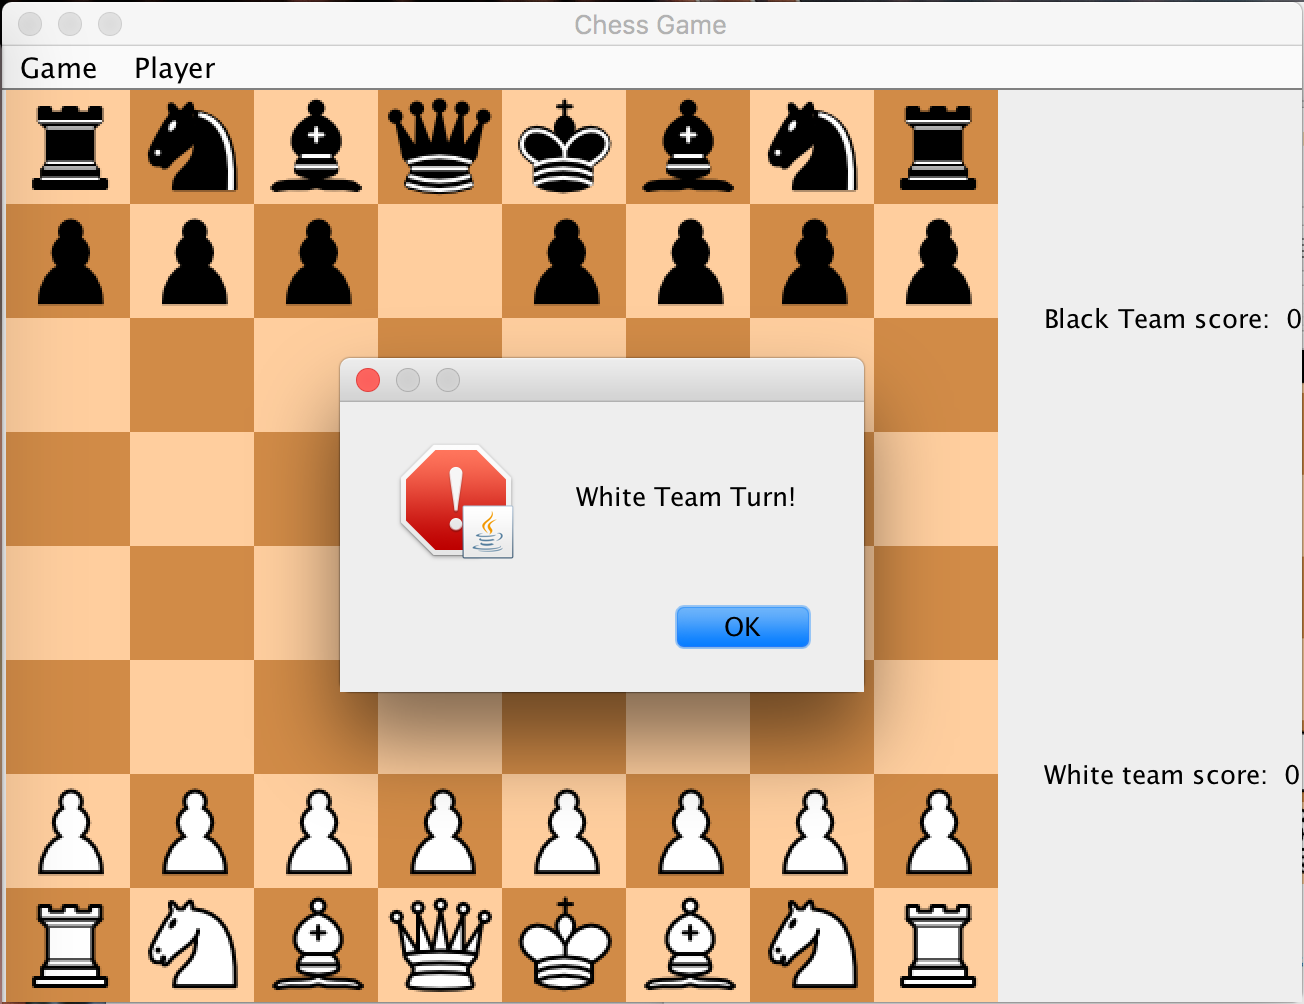 Chess Game
Game Player
Black Team score: 0
White Team Turn!
OK
White team score: 0